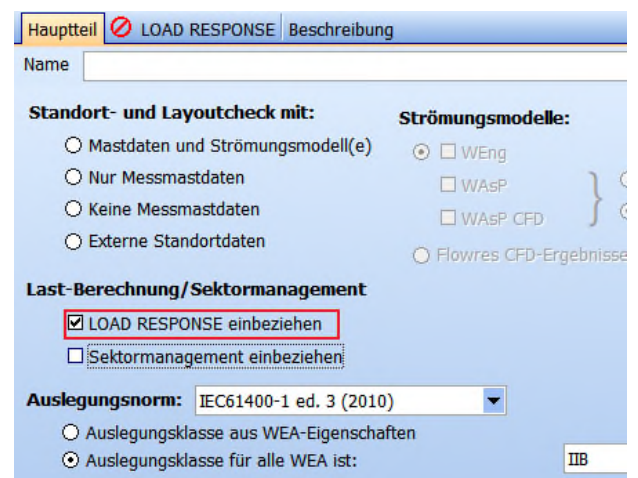 Hauptteil LOAD RESPONSE Beschreibung
Name
Standort- und Layoutcheck mit:
Mastdaten und Strömungsmodell(e)
Nur Messmastdaten
Keine Messmastdaten
Externe Standortdaten
Strömungsmodelle:
WEng
WAsP
WAsP CFD
Flowres CFD-Ergebnisse
Last-Berechnung/Sektormanagement
LOAD RESPONSE einbeziehen
Sektormanagement einbeziehen
Auslegungsnorm: IEC61400-1 ed. 3 (2010)
Auslegungsklasse aus WEA-Eigenschaften
Auslegungsklasse für alle WEA ist: IIB